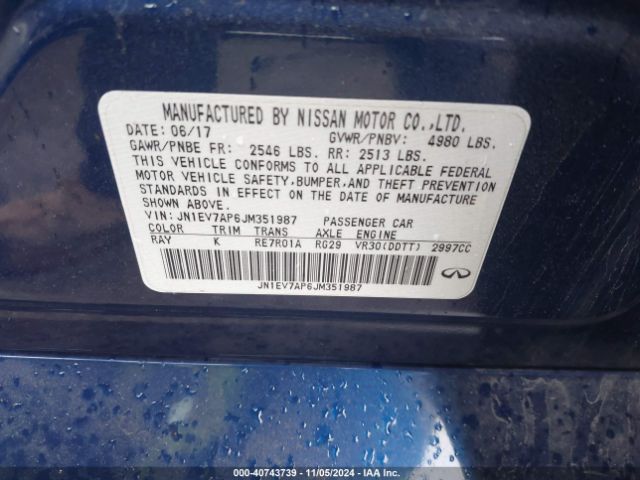 MANUFACTURED BY NISSAN MOTOR CO.,LTD.
DATE: 06/17 GVWR/PNBV: 4980 LBS.
GAWR/PNBE FR: 2546 LBS. RR: 2513 LBS.
THIS VEHICLE CONFORMS TO ALL APPLICABLE FEDERAL
MOTOR VEHICLE SAFETY,BUMPER,AND THEFT PREVENTION
STANDARDS IN EFFECT ON THE DATE OF MANUFACTURE
SHOWN ABOVE.
VIN: JN1EV7AP6JM351987 PASSENGER CAR
COLOR TRIM TRANS AXLE ENGINE
RAY K RE7R01A RG29 VR30(DDTT) 2997CC
JN1EV7AP6JM351987
000-40743739 - 11/05/2024 - IAA Inc.